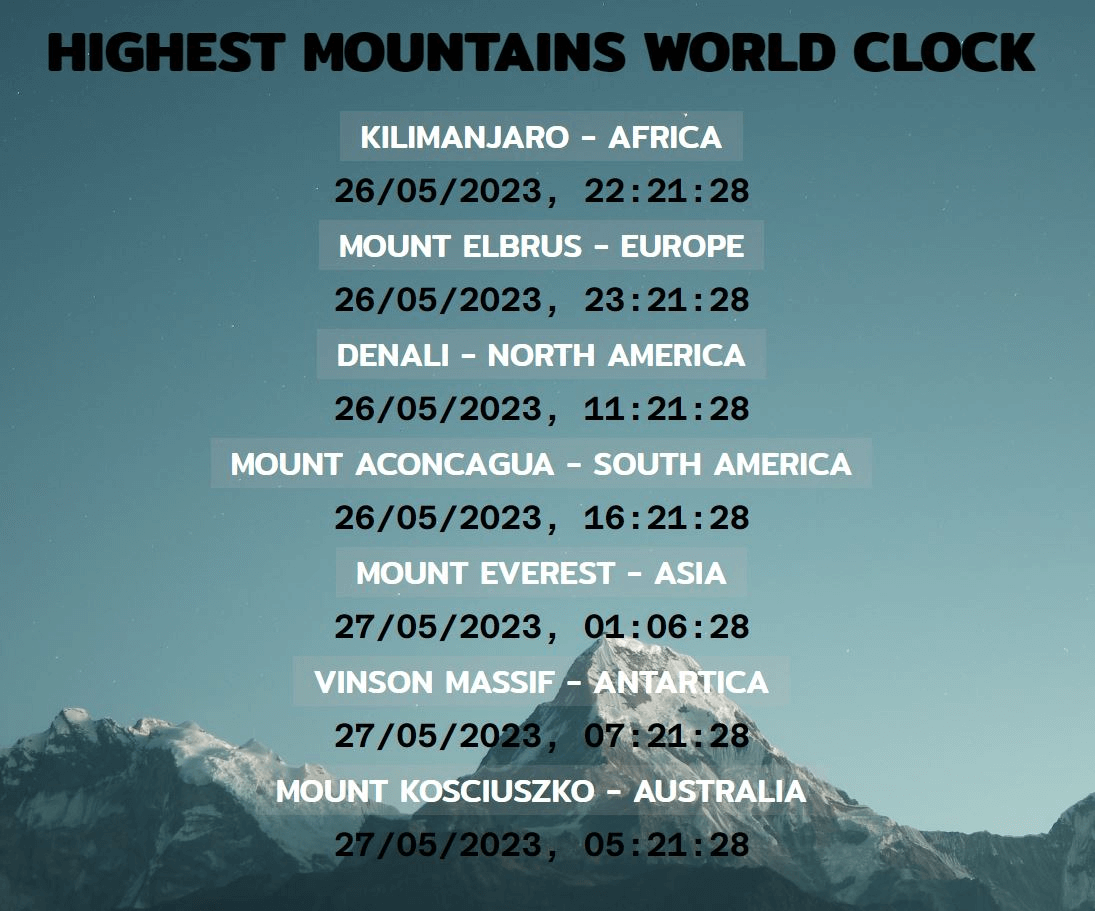 HIGHEST MOUNTAINS WORLD CLOCK
KILIMANJARO - AFRICA
26/05/2023, 22:21:28
MOUNT ELBRUS - EUROPE
26/05/2023, 23:21:28
DENALI - NORTH AMERICA
26/05/2023, 11:21:28
MOUNT ACONCAGUA - SOUTH AMERICA
26/05/2023, 16:21:28
MOUNT EVEREST - ASIA
27/05/2023, 01:06:28
VINSON MASSIF - ANTARTICA
27/05/2023, 07:21:28
MOUNT KOSCIUSZKO - AUSTRALIA
27/05/2023, 05:21:28